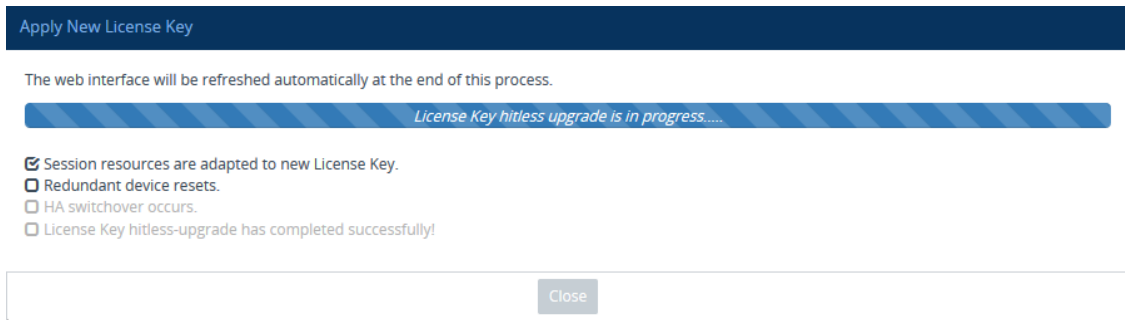 Apply New License Key
The web interface will be refreshed automatically at the end of this process.
License Key hitless upgrade is in progress.....
Session resources are adapted to new License Key.
Redundant device resets.
HA switchover occurs.
License Key hitless-upgrade has completed successfully!
Close